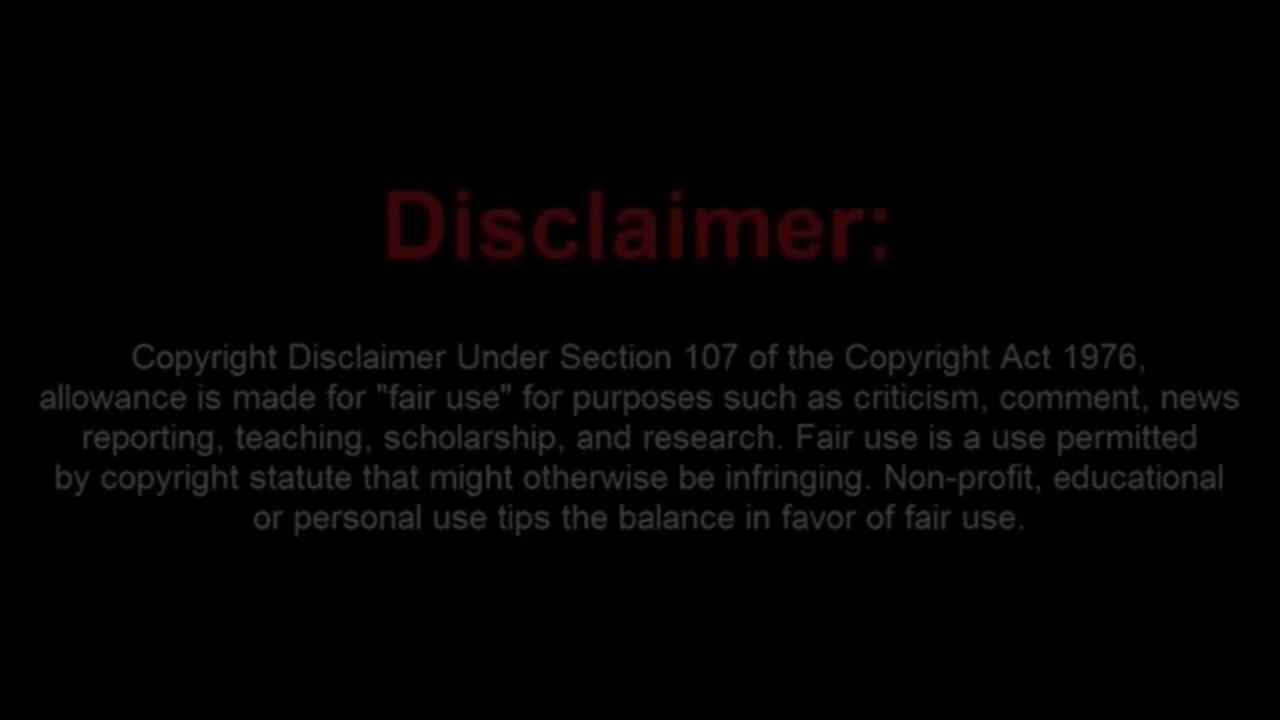 Disclaimer:
Copyright Disclaimer Under Section 107 of the Copyright Act 1976,
allowance is made for "fair use" for purposes such as criticism, comment, news
reporting, teaching, scholarship, and research. Fair use is a use permitted
by copyright statute that might otherwise be infringing. Non-profit, educational
or personal use tips the balance in favor of fair use.